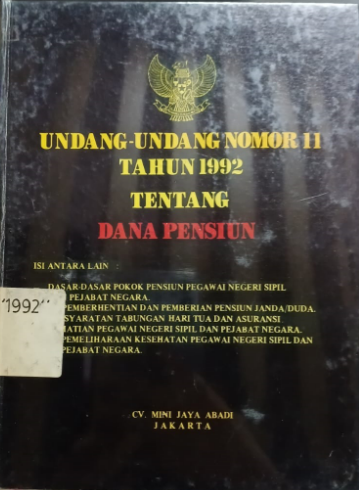 UNDANG-UNDANG NOMOR 11
TAHUN 1992
TENTANG
DANA PENSIUN
ISI ANTARA LAIN :
DASAR-DASAR POKOK PENSIUN PEGAWAI NEGERI SIPIL
PEJABAT NEGARA.
PEMBERHENTIAN DAN PEMBERIAN PENSIUN JANDA/DUDA.
SYARATAN TABUNGAN HARI TUA DAN ASURANSI
MATIAN PEGAWAI NEGERI SIPIL DAN PEJABAT NEGARA.
PEMELIHARAAN KESEHATAN PEGAWAI NEGERI SIPIL DAN
PEJABAT NEGARA.
"1992"
CV. MINI JAYA ABADI
JAKARTA